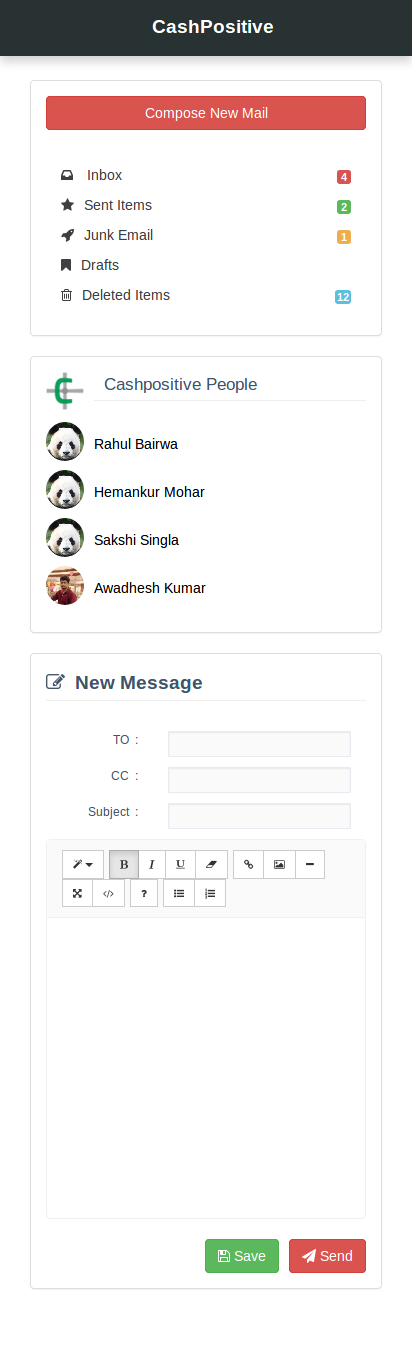 CashPositive
Compose New Mail
Inbox 4
Sent Items 2
Junk Email 1
Drafts
Deleted Items 12
Cashpositive People
Rahul Bairwa
Hemankur Mohar
Sakshi Singla
Awadhesh Kumar
New Message
TO :
CC :
Subject :
B I U
</> ?
Save Send